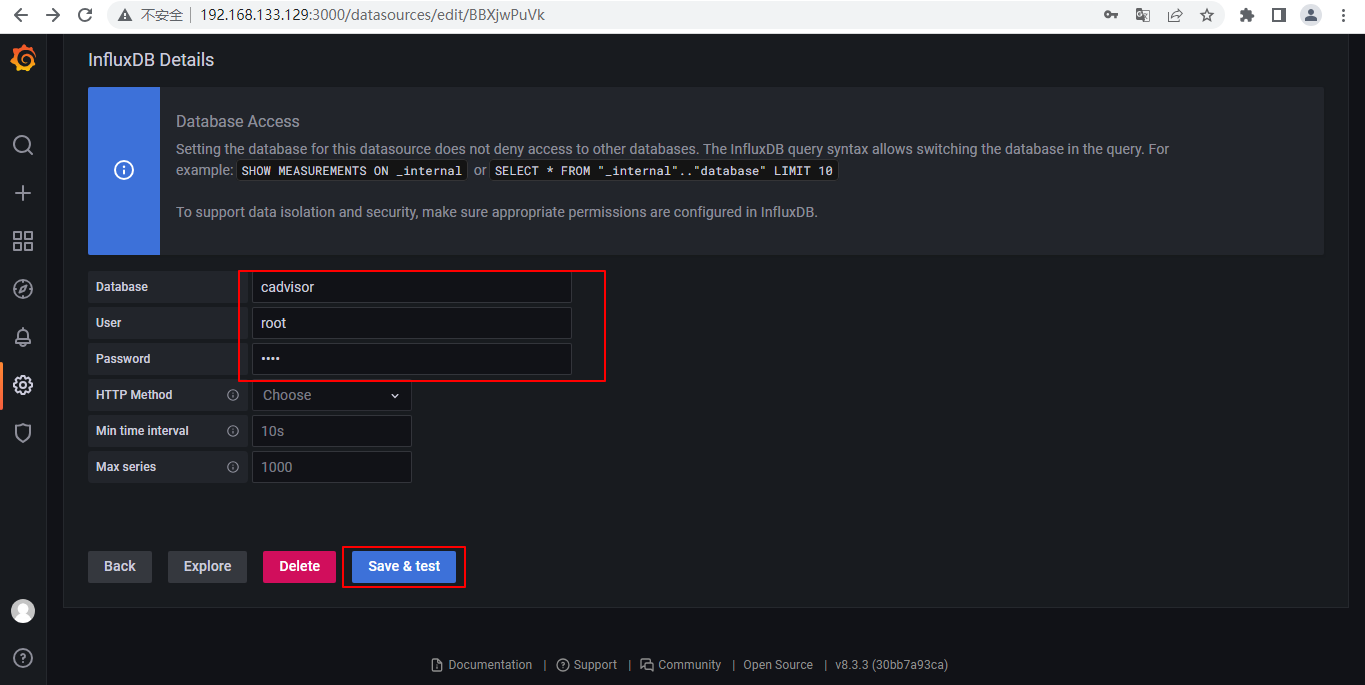 不安全 192.168.133.129:3000/datasources/edit/BBXjwPuVk
InfluxDB Details
Database Access
Setting the database for this datasource does not deny access to other databases. The InfluxDB query syntax allows switching the database in the query. For
example: SHOW MEASUREMENTS ON _internal or SELECT * FROM "_internal".."database" LIMIT 10
To support data isolation and security, make sure appropriate permissions are configured in InfluxDB.
Database cadvisor
User root
Password ••••
HTTP Method Choose
Min time interval 10s
Max series 1000
Back Explore Delete Save & test
Documentation | Support | Community | Open Source | v8.3.3 (30bb7a93ca)